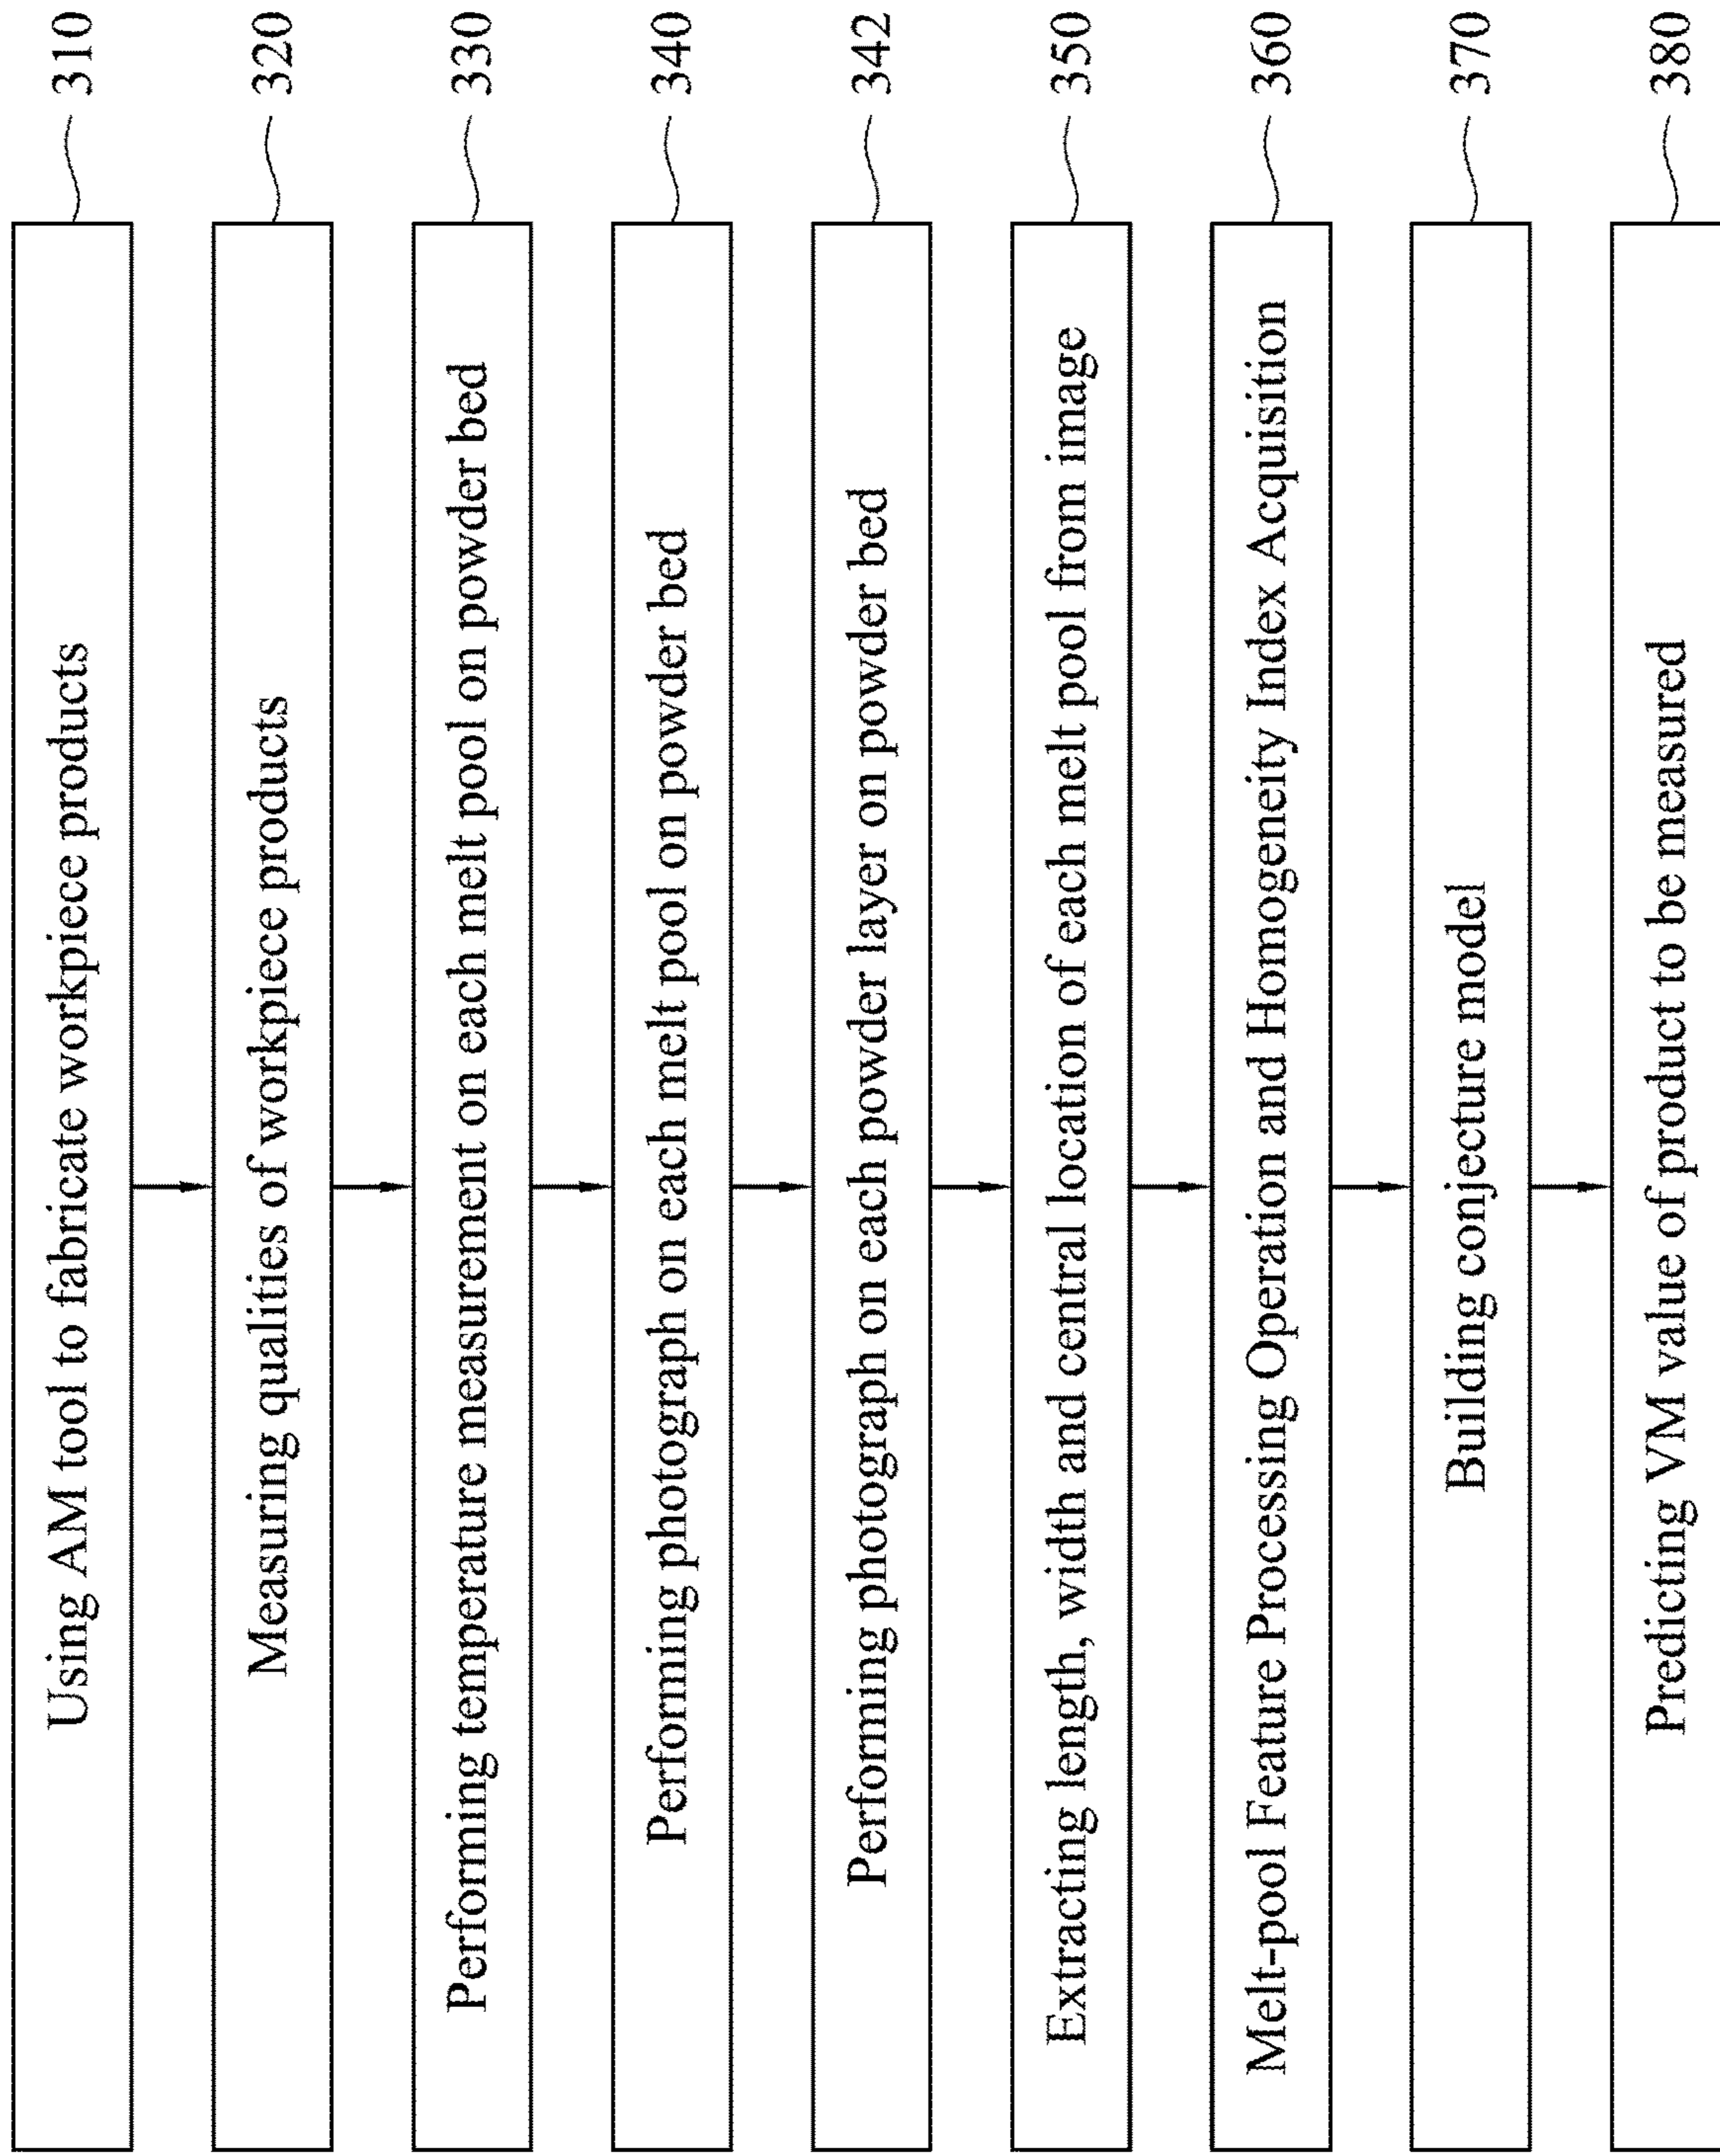 Using AM tool to fabricate workpiece products 310
Measuring qualities of workpiece products 320
Performing temperature measurement on each melt pool on powder bed 330
Performing photograph on each melt pool on powder bed 340
Performing photograph on each powder layer on powder bed 342
Extracting length, width and central location of each melt pool from image 350
Melt-pool Feature Processing Operation and Homogeneity Index Acquisition 360
Building conjecture model 370
Predicting VM value of product to be measured 380